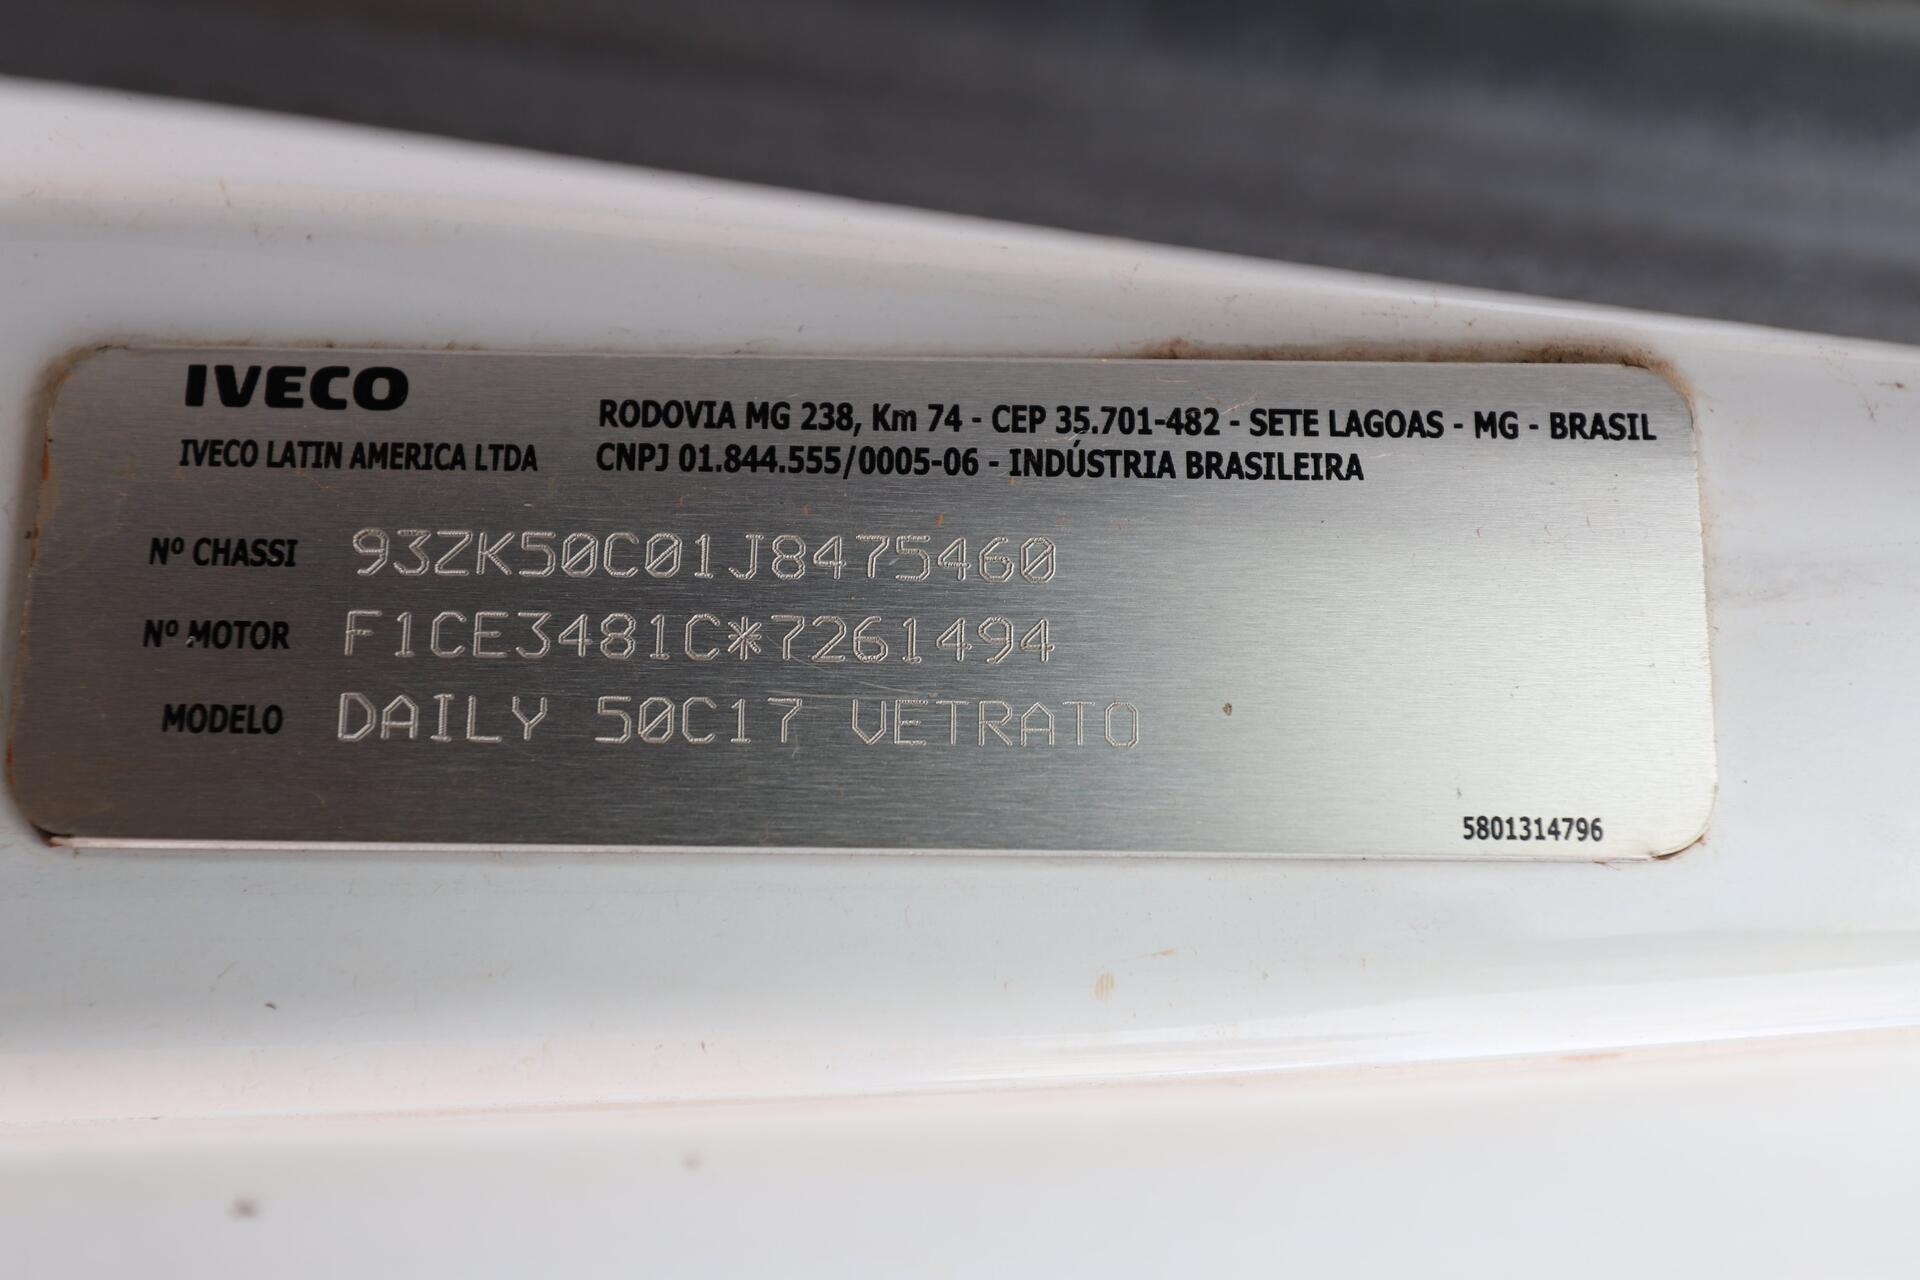 IVECO
IVECO LATIN AMERICA LTDA
RODOVIA MG 238, Km 74 - CEP 35.701-482 - SETE LAGOAS - MG - BRASIL
CNPJ 01.844.555/0005-06 - INDÚSTRIA BRASILEIRA
Nº CHASSI 93ZK50C01J8475460
Nº MOTOR F1CE3481C*7261494
MODELO DAILY 50C17 VETRATO
5801314796